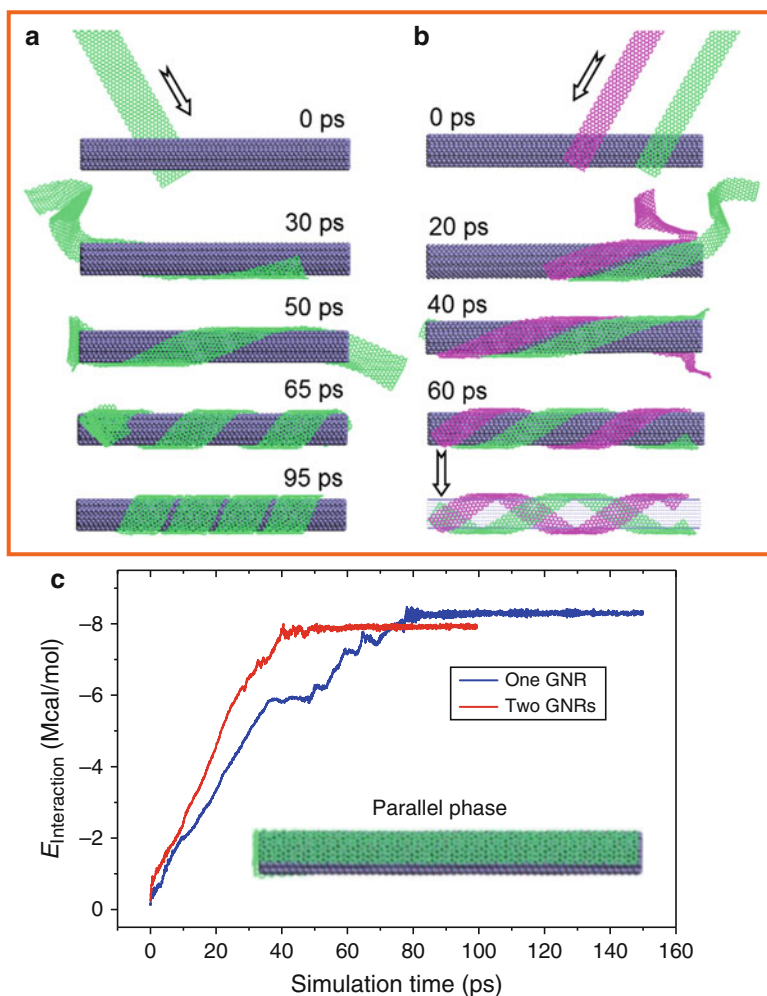 a
0 ps
30 ps
50 ps
65 ps
95 ps
b
0 ps
20 ps
40 ps
60 ps
c
E_Interaction (Mcal/mol)
–8
–6
–4
–2
0
One GNR
Two GNRs
Parallel phase
0 20 40 60 80 100 120 140 160
Simulation time (ps)